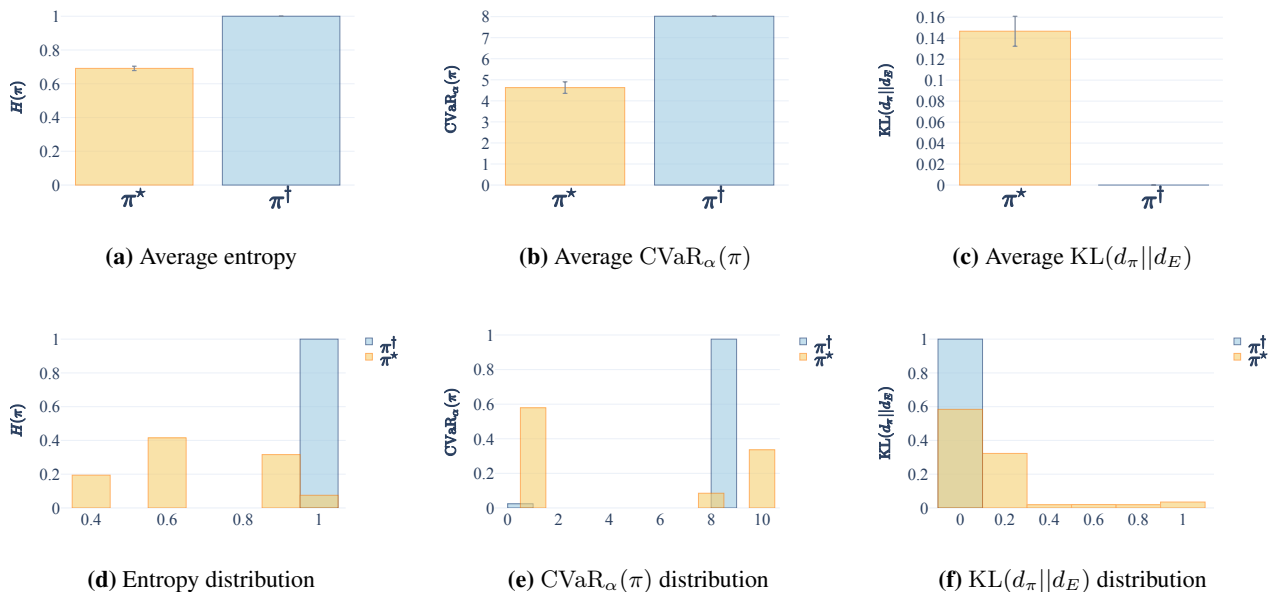 1
0.8
0.6
0.4
0.2
0
H(π)
π* π†
(a) Average entropy
8
7
6
5
4
3
2
1
0
CVaRα(π)
π* π†
(b) Average CVaRα(π)
0.16
0.14
0.12
0.1
0.08
0.06
0.04
0.02
0
KL(dπ||dE)
π* π†
(c) Average KL(dπ||dE)
1
0.8
0.6
0.4
0.2
0
H(π)
0.4 0.6 0.8 1
π†
π*
(d) Entropy distribution
1
0.8
0.6
0.4
0.2
0
CVaRα(π)
0 2 4 6 8 10
π†
π*
(e) CVaRα(π) distribution
1
0.8
0.6
0.4
0.2
0
KL(dπ||dE)
0 0.2 0.4 0.6 0.8 1
π†
π*
(f) KL(dπ||dE) distribution